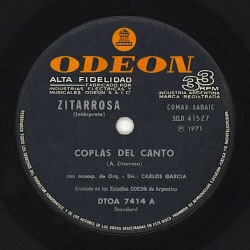 ODEON
ALTA FIDELIDAD
FABRICADO POR
INDUSTRIAS ELECTRICAS Y
MUSICALES ODEON S A I C
33
RPM
INDUSTRIA ARGENTINA
MARCA REGISTRADA
ZITARROSA
(Intérprete)
COMAR-SADAIC
41527
℗ 1971
COPLAS DEL CANTO
(A. Zitarrosa)
con acomp. de Orq. - Dir.: CARLOS GARCIA
Grabado en los Estudios ODEON de Argentina
DTOA 7414 A
Standard